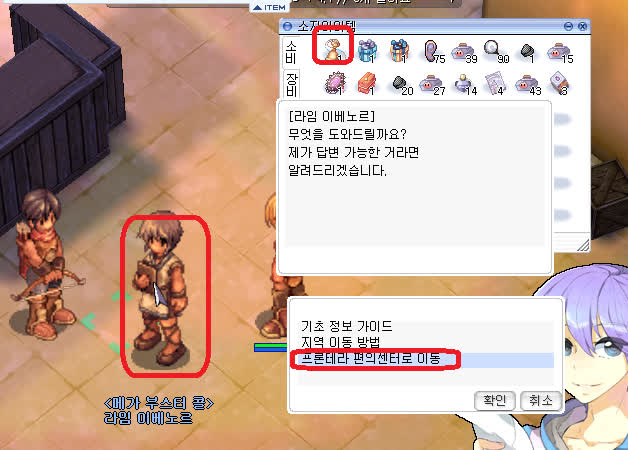 ITEM
소지아이템
소비
1
1
1
75
39
90
1
15
장비
1
1
20
27
14
4
43
3
[라임 이베노르]
무엇을 도와드릴까요?
제가 답변 가능한 거라면
알려드리겠습니다.
기초 정보 가이드
지역 이동 방법
프론테라 편의센터로 이동
확인
취소
<메가 부스터 콜>
라임 이베노르